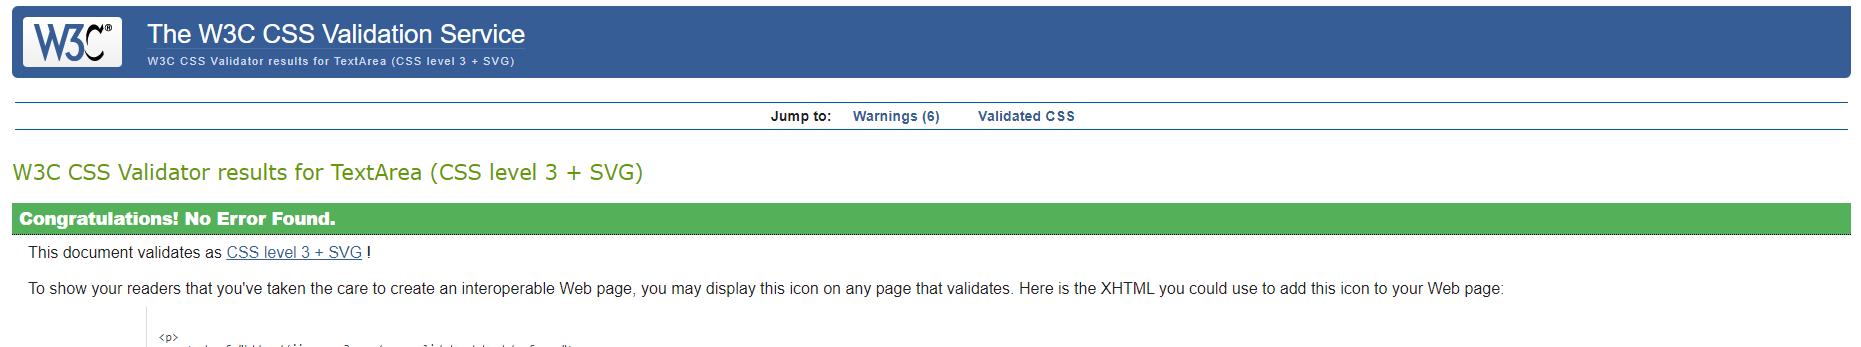 W3C®
The W3C CSS Validation Service
W3C CSS Validator results for TextArea (CSS level 3 + SVG)
Jump to: Warnings (6) Validated CSS
W3C CSS Validator results for TextArea (CSS level 3 + SVG)
Congratulations! No Error Found.
This document validates as CSS level 3 + SVG !
To show your readers that you've taken the care to create an interoperable Web page, you may display this icon on any page that validates. Here is the XHTML you could use to add this icon to your Web page:
<p>